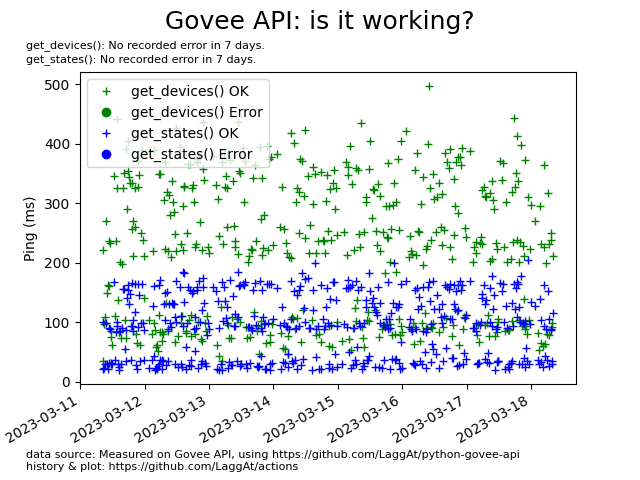 Govee API: is it working?
get_devices(): No recorded error in 7 days.
get_states(): No recorded error in 7 days.
get_devices() OK
get_devices() Error
get_states() OK
get_states() Error
Ping (ms)
500
400
300
200
100
0
2023-03-11
2023-03-12
2023-03-13
2023-03-14
2023-03-15
2023-03-16
2023-03-17
2023-03-18
data source: Measured on Govee API, using https://github.com/LaggAt/python-govee-api
history & plot: https://github.com/LaggAt/actions